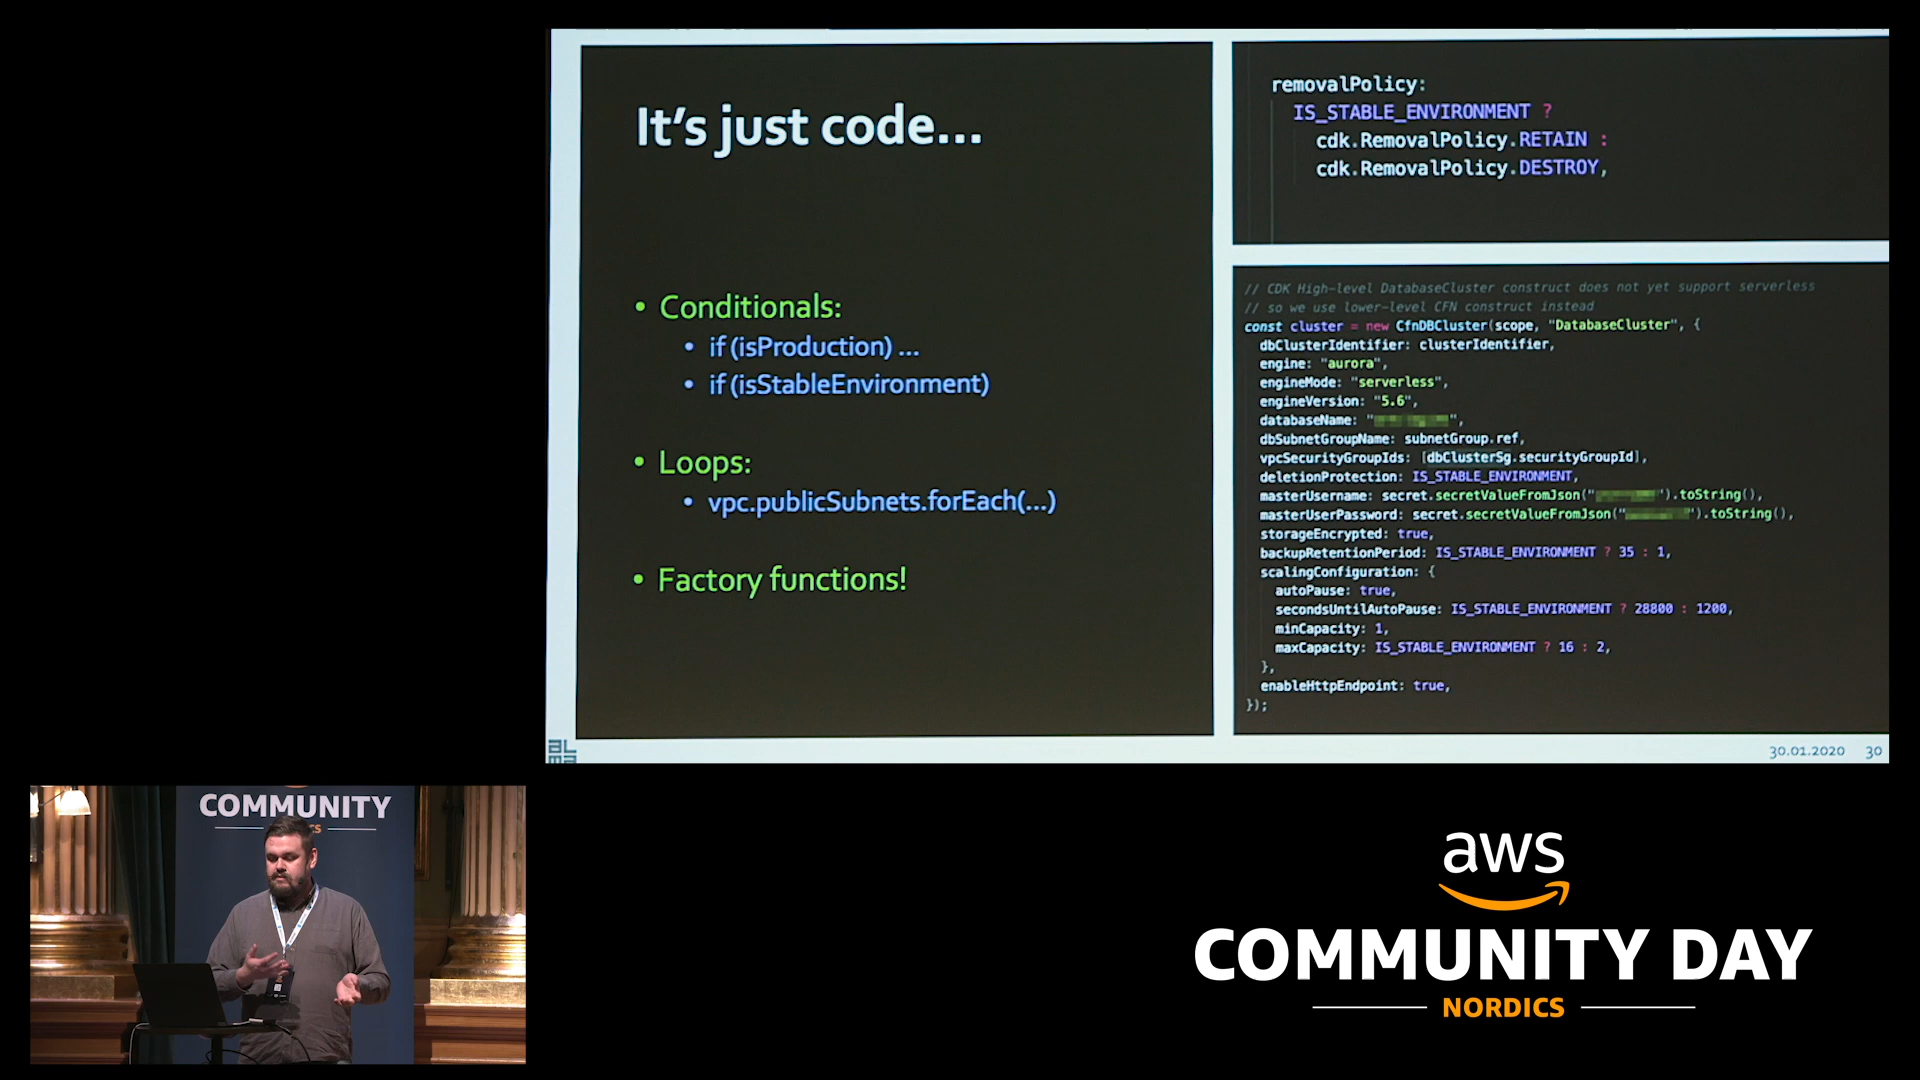 It's just code...
• Conditionals:
• if (isProduction) ...
• if (isStableEnvironment)
• Loops:
• vpc.publicSubnets.forEach(...)
• Factory functions!
removalPolicy:
IS_STABLE_ENVIRONMENT ?
cdk.RemovalPolicy.RETAIN :
cdk.RemovalPolicy.DESTROY,
// CDK High-level DatabaseCluster construct does not yet support serverless
// so we use lower-level CFN construct instead
const cluster = new CfnDBCluster(scope, "DatabaseCluster", {
dbClusterIdentifier: clusterIdentifier,
engine: "aurora",
engineMode: "serverless",
engineVersion: "5.6",
databaseName: " ",
dbSubnetGroupName: subnetGroup.ref,
vpcSecurityGroupIds: [dbClusterSg.securityGroupId],
deletionProtection: IS_STABLE_ENVIRONMENT,
masterUsername: secret.secretValueFromJson(" ").toString(),
masterUserPassword: secret.secretValueFromJson(" ").toString(),
storageEncrypted: true,
backupRetentionPeriod: IS_STABLE_ENVIRONMENT ? 35 : 1,
scalingConfiguration: {
autoPause: true,
secondsUntilAutoPause: IS_STABLE_ENVIRONMENT ? 28800 : 1200,
minCapacity: 1,
maxCapacity: IS_STABLE_ENVIRONMENT ? 16 : 2,
},
enableHttpEndpoint: true,
});
30.01.2020 30
COMMUNITY
aws
COMMUNITY DAY
NORDICS